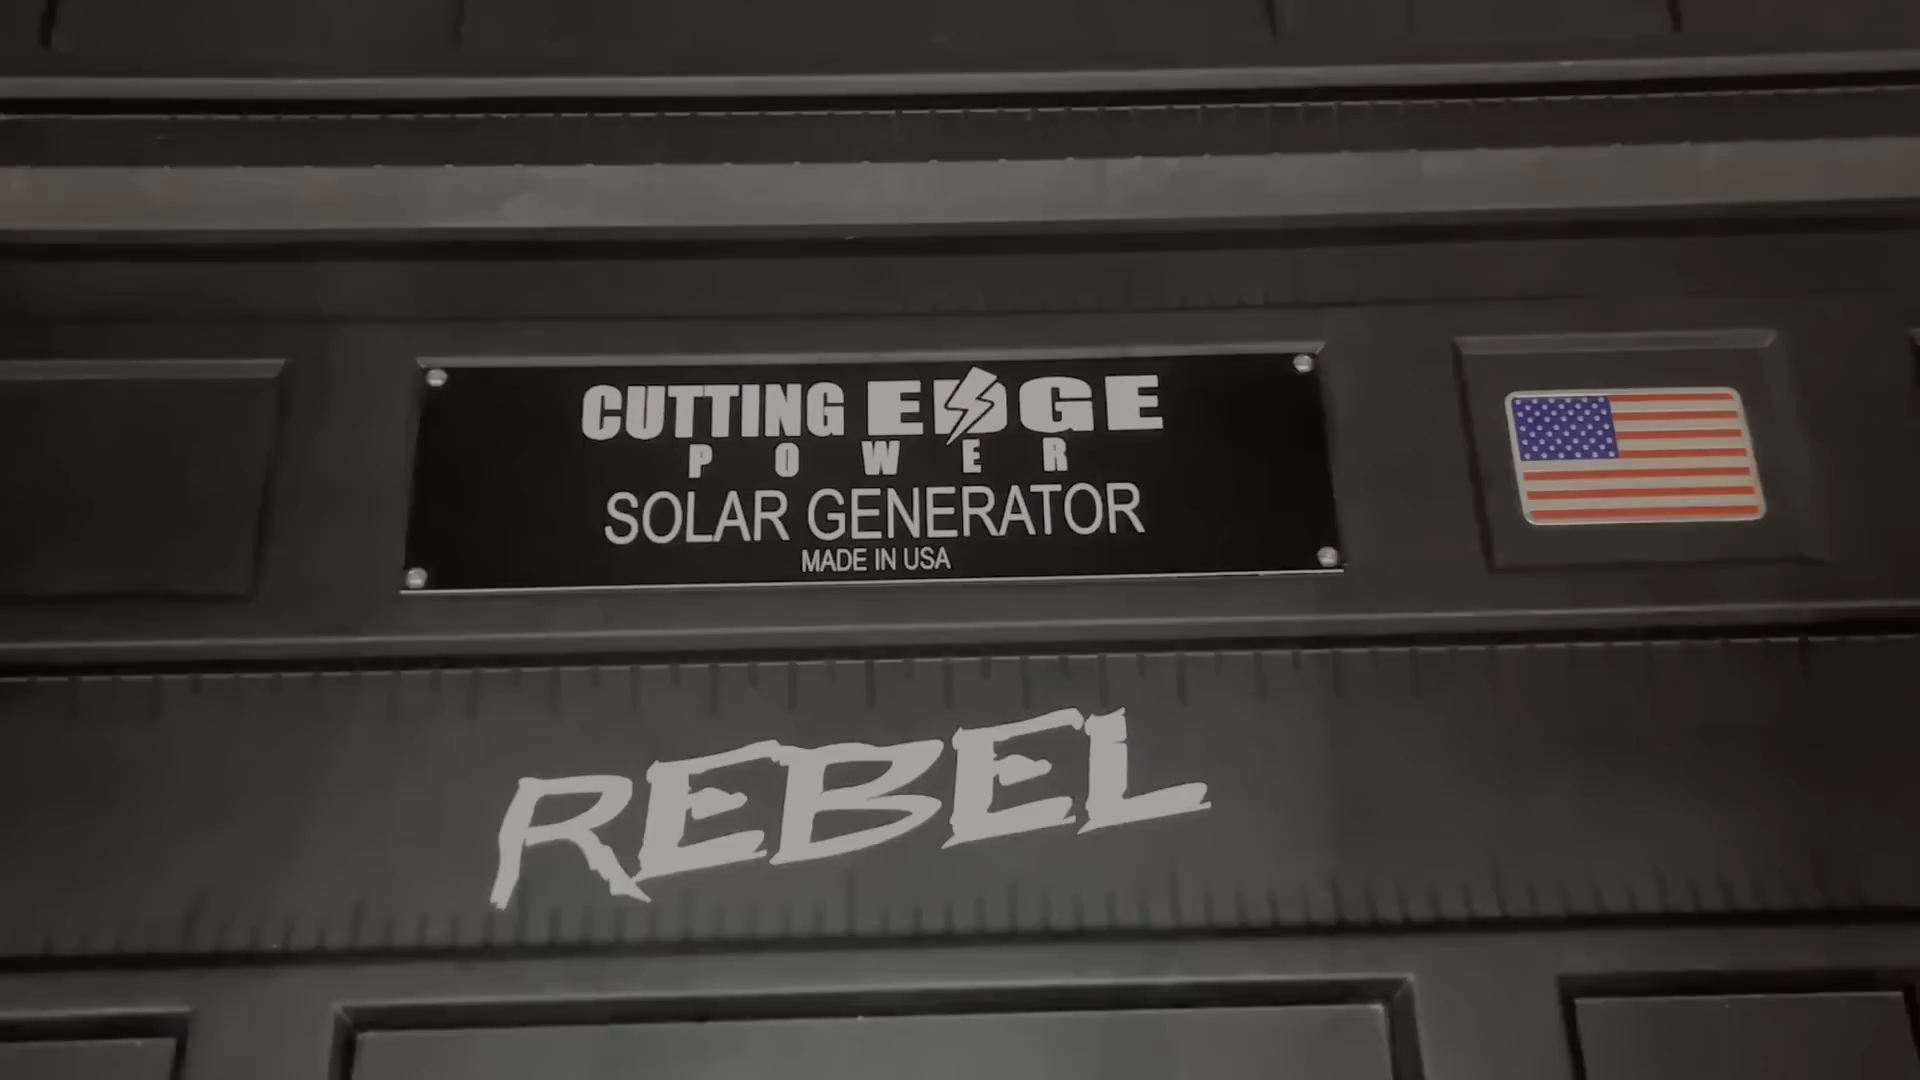 CUTTING EDGE
POWER
SOLAR GENERATOR
MADE IN USA
REBEL